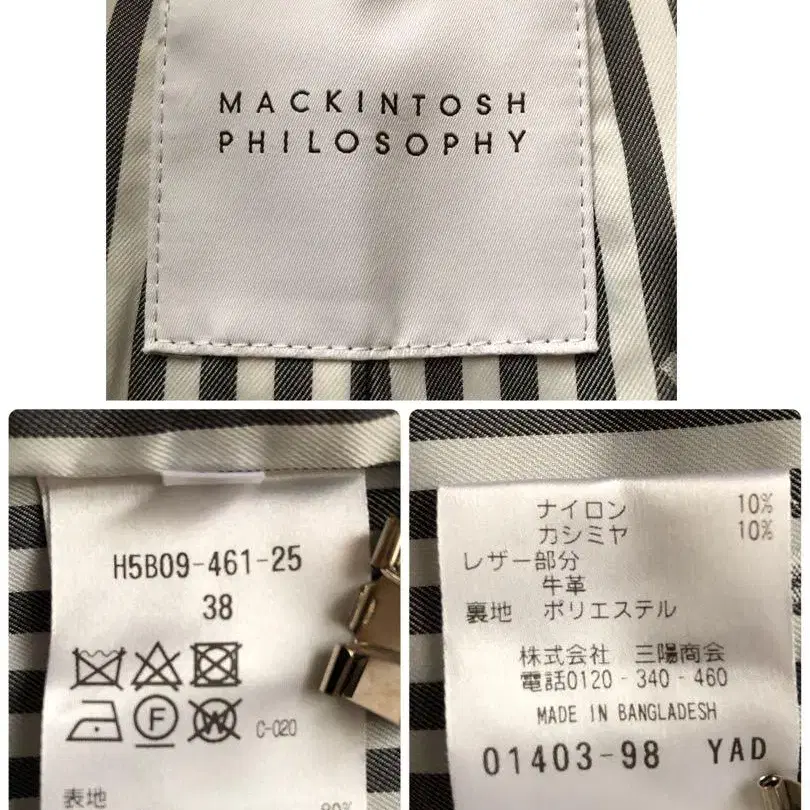 MACKINTOSH
PHILOSOPHY
H5B09-461-25
38
F
W
C-020
表地
80%
ナイロン 10%
カシミヤ 10%
レザー部分
牛革
裏地 ポリエステル
株式会社 三陽商会
電話0120-340-460
MADE IN BANGLADESH
01403-98 YAD